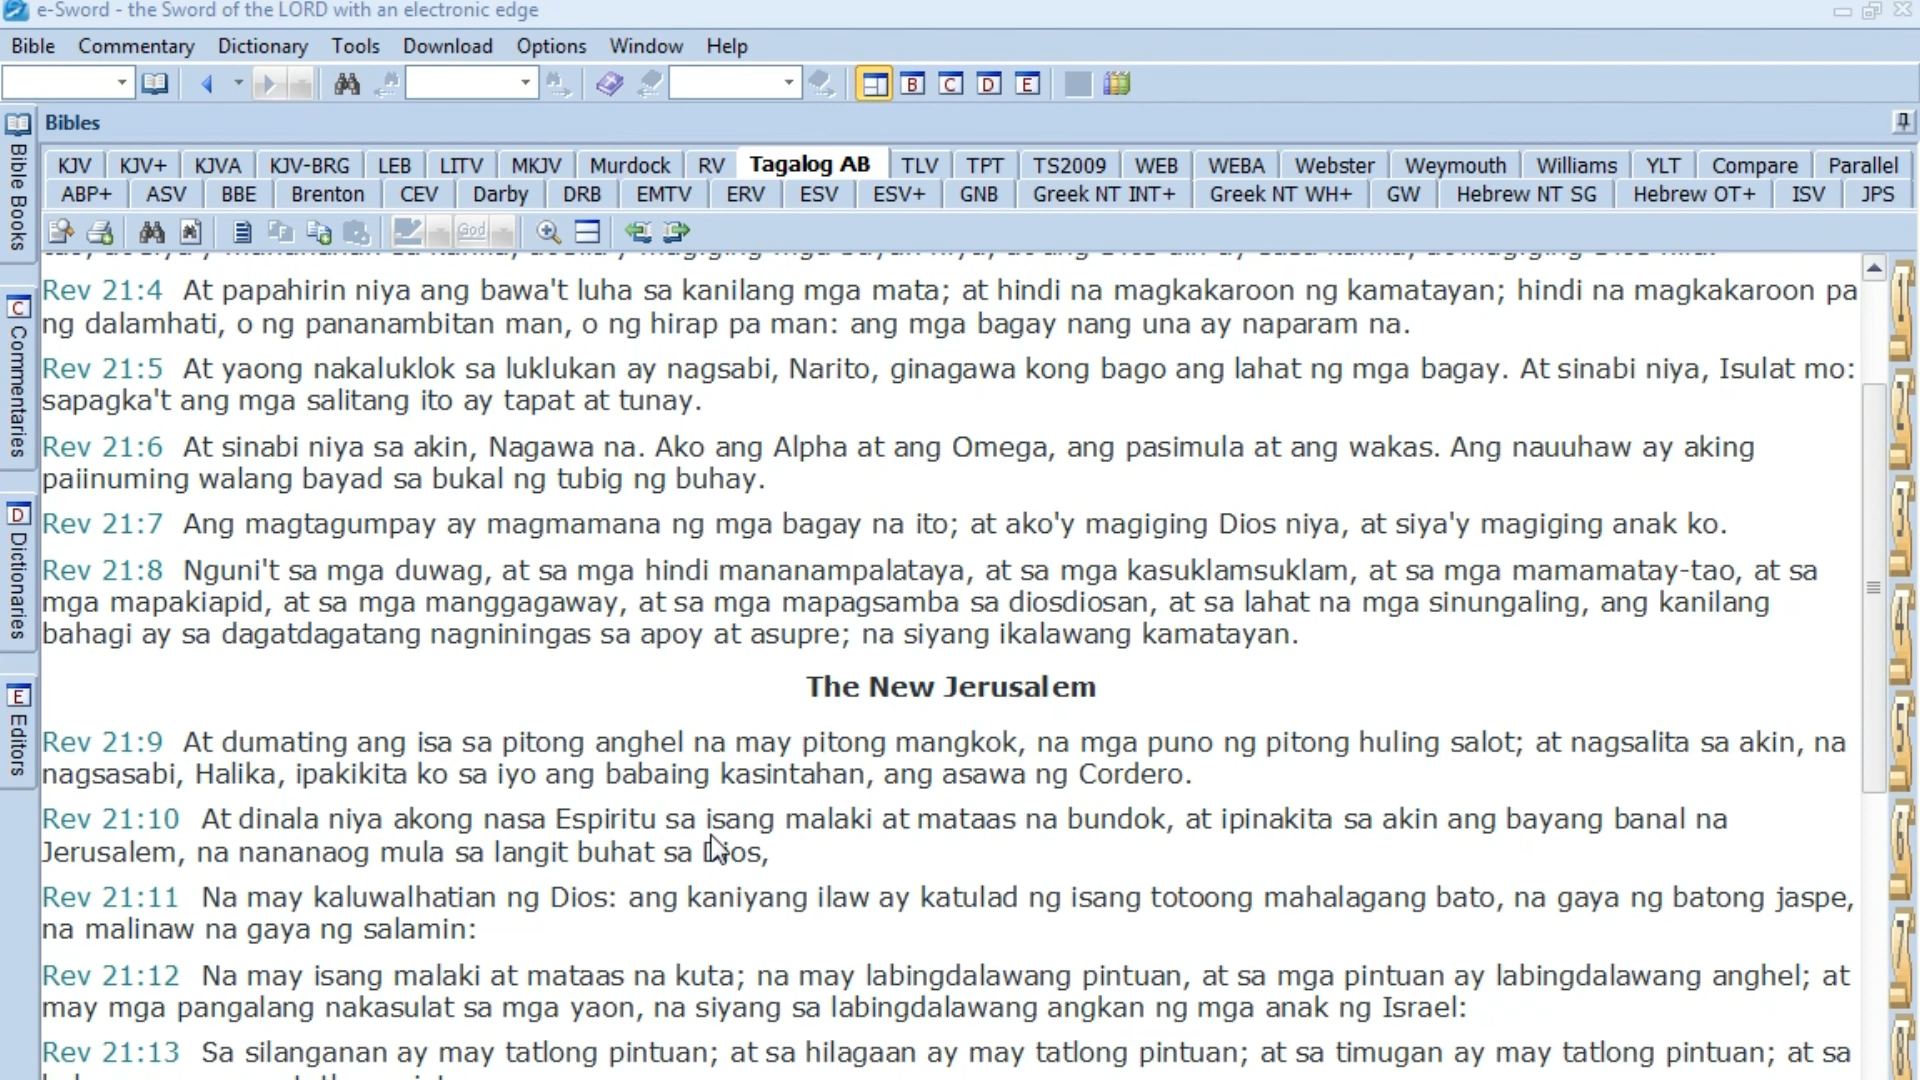 e-Sword - the Sword of the LORD with an electronic edge
Bible Commentary Dictionary Tools Download Options Window Help
B C D E
Bibles
KJV KJV+ KJVA KJV-BRG LEB LITV MKJV Murdock RV Tagalog AB TLV TPT TS2009 WEB WEBA Webster Weymouth Williams YLT Compare Parallel
ABP+ ASV BBE Brenton CEV Darby DRB EMTV ERV ESV ESV+ GNB Greek NT INT+ Greek NT WH+ GW Hebrew NT SG Hebrew OT+ ISV JPS
God
Bible Books
C Commentaries
D Dictionaries
E Editors
Rev 21:4 At papahirin niya ang bawa't luha sa kanilang mga mata; at hindi na magkakaroon ng kamatayan; hindi na magkakaroon pa
ng dalamhati, o ng pananambitan man, o ng hirap pa man: ang mga bagay nang una ay naparam na.
Rev 21:5 At yaong nakaluklok sa luklukan ay nagsabi, Narito, ginagawa kong bago ang lahat ng mga bagay. At sinabi niya, Isulat mo:
sapagka't ang mga salitang ito ay tapat at tunay.
Rev 21:6 At sinabi niya sa akin, Nagawa na. Ako ang Alpha at ang Omega, ang pasimula at ang wakas. Ang nauuhaw ay aking
paiinuming walang bayad sa bukal ng tubig ng buhay.
Rev 21:7 Ang magtagumpay ay magmamana ng mga bagay na ito; at ako'y magiging Dios niya, at siya'y magiging anak ko.
Rev 21:8 Nguni't sa mga duwag, at sa mga hindi mananampalataya, at sa mga kasuklamsuklam, at sa mga mamamatay-tao, at sa
mga mapakiapid, at sa mga manggagaway, at sa mga mapagsamba sa diosdiosan, at sa lahat na mga sinungaling, ang kanilang
bahagi ay sa dagatdagatang nagniningas sa apoy at asupre; na siyang ikalawang kamatayan.
The New Jerusalem
Rev 21:9 At dumating ang isa sa pitong anghel na may pitong mangkok, na mga puno ng pitong huling salot; at nagsalita sa akin, na
nagsasabi, Halika, ipakikita ko sa iyo ang babaing kasintahan, ang asawa ng Cordero.
Rev 21:10 At dinala niya akong nasa Espiritu sa isang malaki at mataas na bundok, at ipinakita sa akin ang bayang banal na
Jerusalem, na nananaog mula sa langit buhat sa Dios,
Rev 21:11 Na may kaluwalhatian ng Dios: ang kaniyang ilaw ay katulad ng isang totoong mahalagang bato, na gaya ng batong jaspe,
na malinaw na gaya ng salamin:
Rev 21:12 Na may isang malaki at mataas na kuta; na may labingdalawang pintuan, at sa mga pintuan ay labingdalawang anghel; at
may mga pangalang nakasulat sa mga yaon, na siyang sa labingdalawang angkan ng mga anak ng Israel:
Rev 21:13 Sa silanganan ay may tatlong pintuan; at sa hilagaan ay may tatlong pintuan; at sa timugan ay may tatlong pintuan; at sa